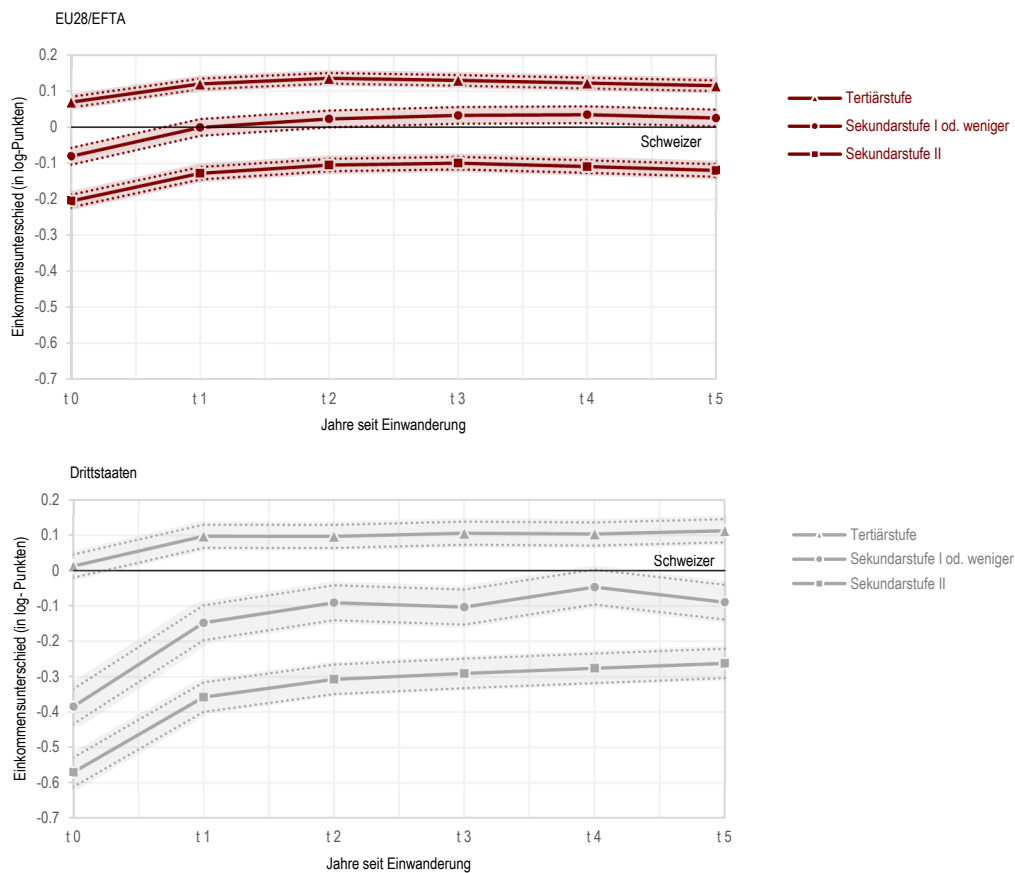 EU28/EFTA
Einkommensunterschied (in log-Punkten)
0.2
0.1
0
-0.1
-0.2
-0.3
-0.4
-0.5
-0.6
-0.7
Schweizer
t 0 t 1 t 2 t 3 t 4 t 5
Jahre seit Einwanderung
Tertiärstufe
Sekundarstufe I od. weniger
Sekundarstufe II
Drittstaaten
Einkommensunterschied (in log- Punkten)
0.2
0.1
0
-0.1
-0.2
-0.3
-0.4
-0.5
-0.6
-0.7
Schweizer
t 0 t 1 t 2 t 3 t 4 t 5
Jahre seit Einwanderung
Tertiärstufe
Sekundarstufe I od. weniger
Sekundarstufe II